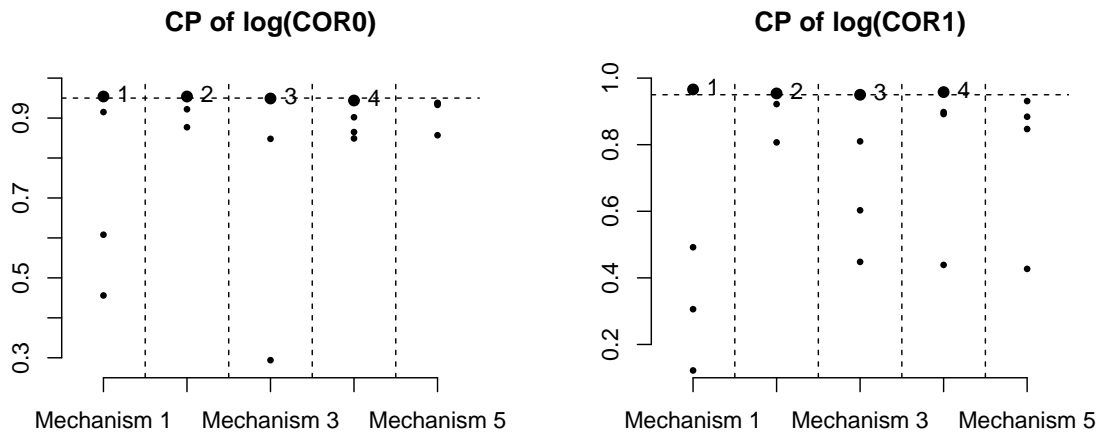 CP of log(COR0)
0.9
0.7
0.5
0.3
1
2
3
4
Mechanism 1
Mechanism 3
Mechanism 5
CP of log(COR1)
1.0
0.8
0.6
0.4
0.2
1
2
3
4
Mechanism 1
Mechanism 3
Mechanism 5